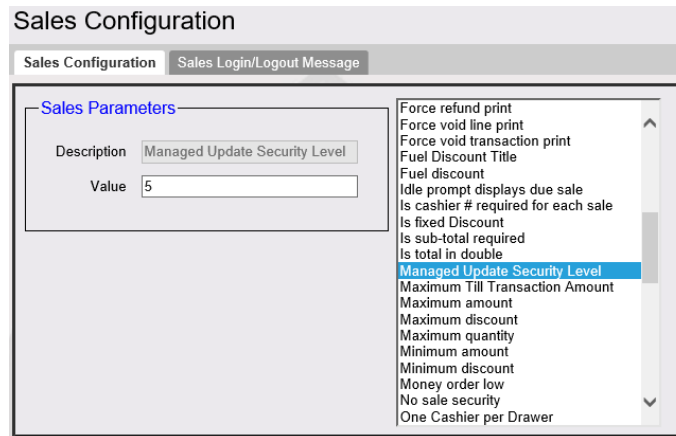 Sales Configuration
Sales Configuration
Sales Login/Logout Message
Sales Parameters
Description
Managed Update Security Level
Value
5
Force refund print
Force void line print
Force void transaction print
Fuel Discount Title
Fuel discount
Idle prompt displays due sale
Is cashier # required for each sale
Is fixed Discount
Is sub-total required
Is total in double
Managed Update Security Level
Maximum Till Transaction Amount
Maximum amount
Maximum discount
Maximum quantity
Minimum amount
Minimum discount
Money order low
No sale security
One Cashier per Drawer